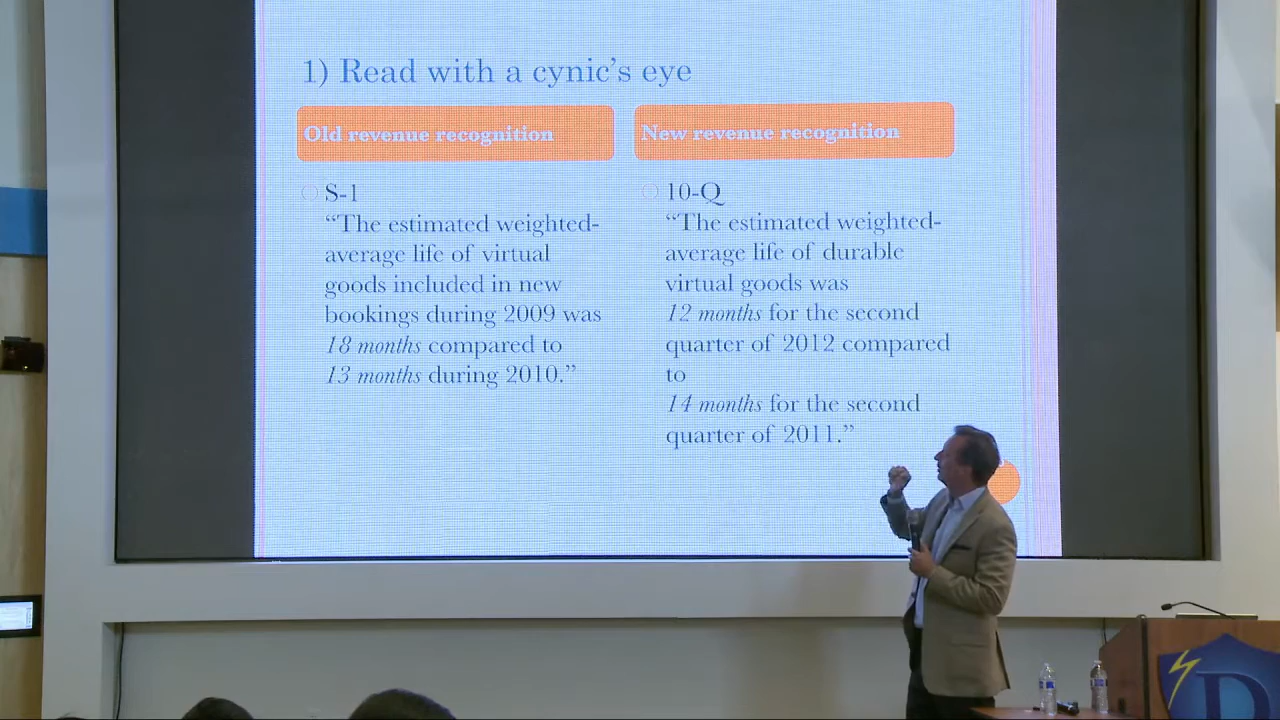 1) Read with a cynic's eye
Old revenue recognition
New revenue recognition
S-1
“The estimated weighted-
average life of virtual
goods included in new
bookings during 2009 was
18 months compared to
13 months during 2010.”
10-Q
“The estimated weighted-
average life of durable
virtual goods was
12 months for the second
quarter of 2012 compared
to
14 months for the second
quarter of 2011.”
D